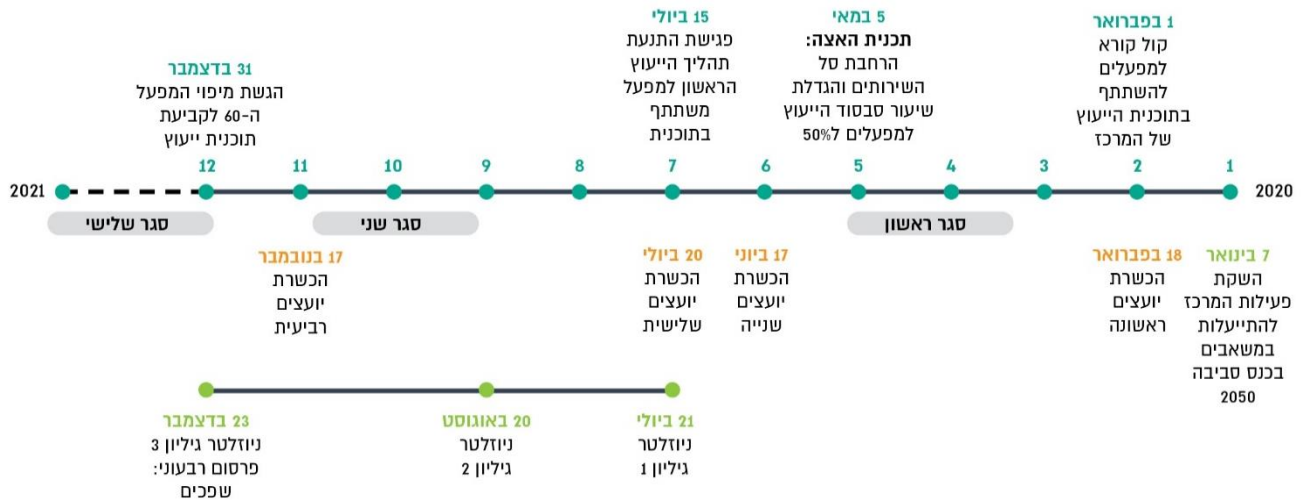 1 בפברואר
קול קורא
למפעלים
להשתתף
בתוכנית הייעוץ
של המרכז
5 במאי
תכנית האצה:
הרחבת סל
השירותים והגדלת
שיעור סבסוד הייעוץ
למפעלים ל50%
15 ביולי
פגישת התנעת
תהליך הייעוץ
הראשון למפעל
משתתף
בתוכנית
31 בדצמבר
הגשת מיפוי המפעל
ה-60 לקביעת
תוכנית ייעוץ
2020
1 2 3 4 5 6 7 8 9 10 11 12
2021
סגר ראשון
סגר שני
סגר שלישי
7 בינואר
השקת
פעילות המרכז
להתייעלות
במשאבים
בכנס סביבה
2050
18 בפברואר
הכשרת
יועצים
ראשונה
17 ביוני
הכשרת
יועצים
שנייה
20 ביולי
הכשרת
יועצים
שלישית
17 בנובמבר
הכשרת
יועצים
רביעית
21 ביולי
ניוזלטר
גיליון 1
20 באוגוסט
ניוזלטר
גיליון 2
23 בדצמבר
ניוזלטר גיליון 3
פרסום רבעוני:
שפכים